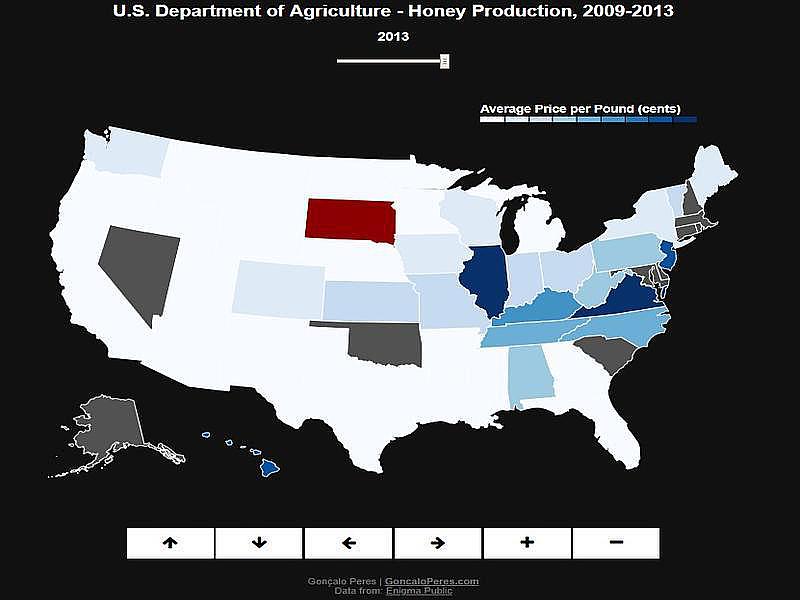 U.S. Department of Agriculture - Honey Production, 2009-2013
2013
Average Price per Pound (cents)
Gonçalo Peres | GoncaloPeres.com
Data from: Enigma Public